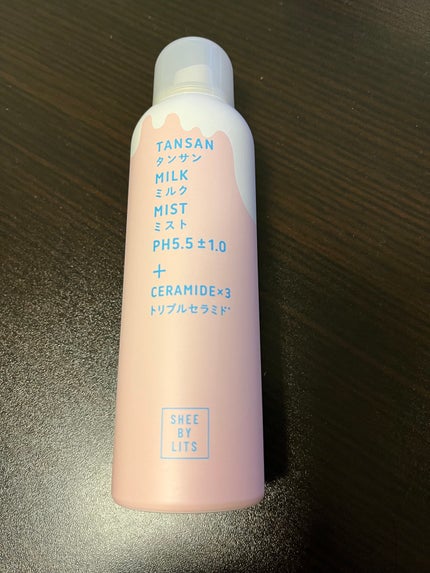 TANSAN
タンサン
MILK
ミルク
MIST
ミスト
PH5.5±1.0
+
CERAMIDE×3
トリプルセラミド*
SHEE
BY
LITS